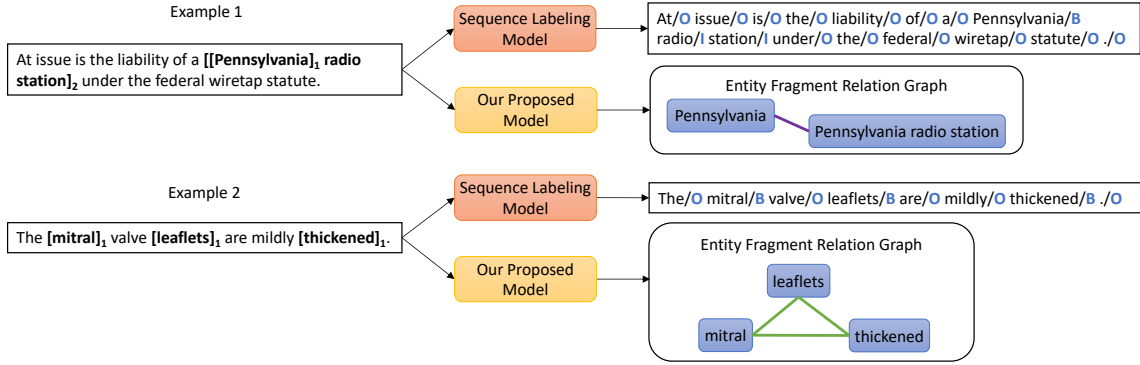 Example 1
At issue is the liability of a [[Pennsylvania]1 radio
station]2 under the federal wiretap statute.
Sequence Labeling
Model
At/O issue/O is/O the/O liability/O of/O a/O Pennsylvania/B
radio/I station/I under/O the/O federal/O wiretap/O statute/O ./O
Our Proposed
Model
Entity Fragment Relation Graph
Pennsylvania
Pennsylvania radio station
Example 2
The [mitral]1 valve [leaflets]1 are mildly [thickened]1.
Sequence Labeling
Model
The/O mitral/B valve/O leaflets/B are/O mildly/O thickened/B ./O
Our Proposed
Model
Entity Fragment Relation Graph
leaflets
mitral
thickened